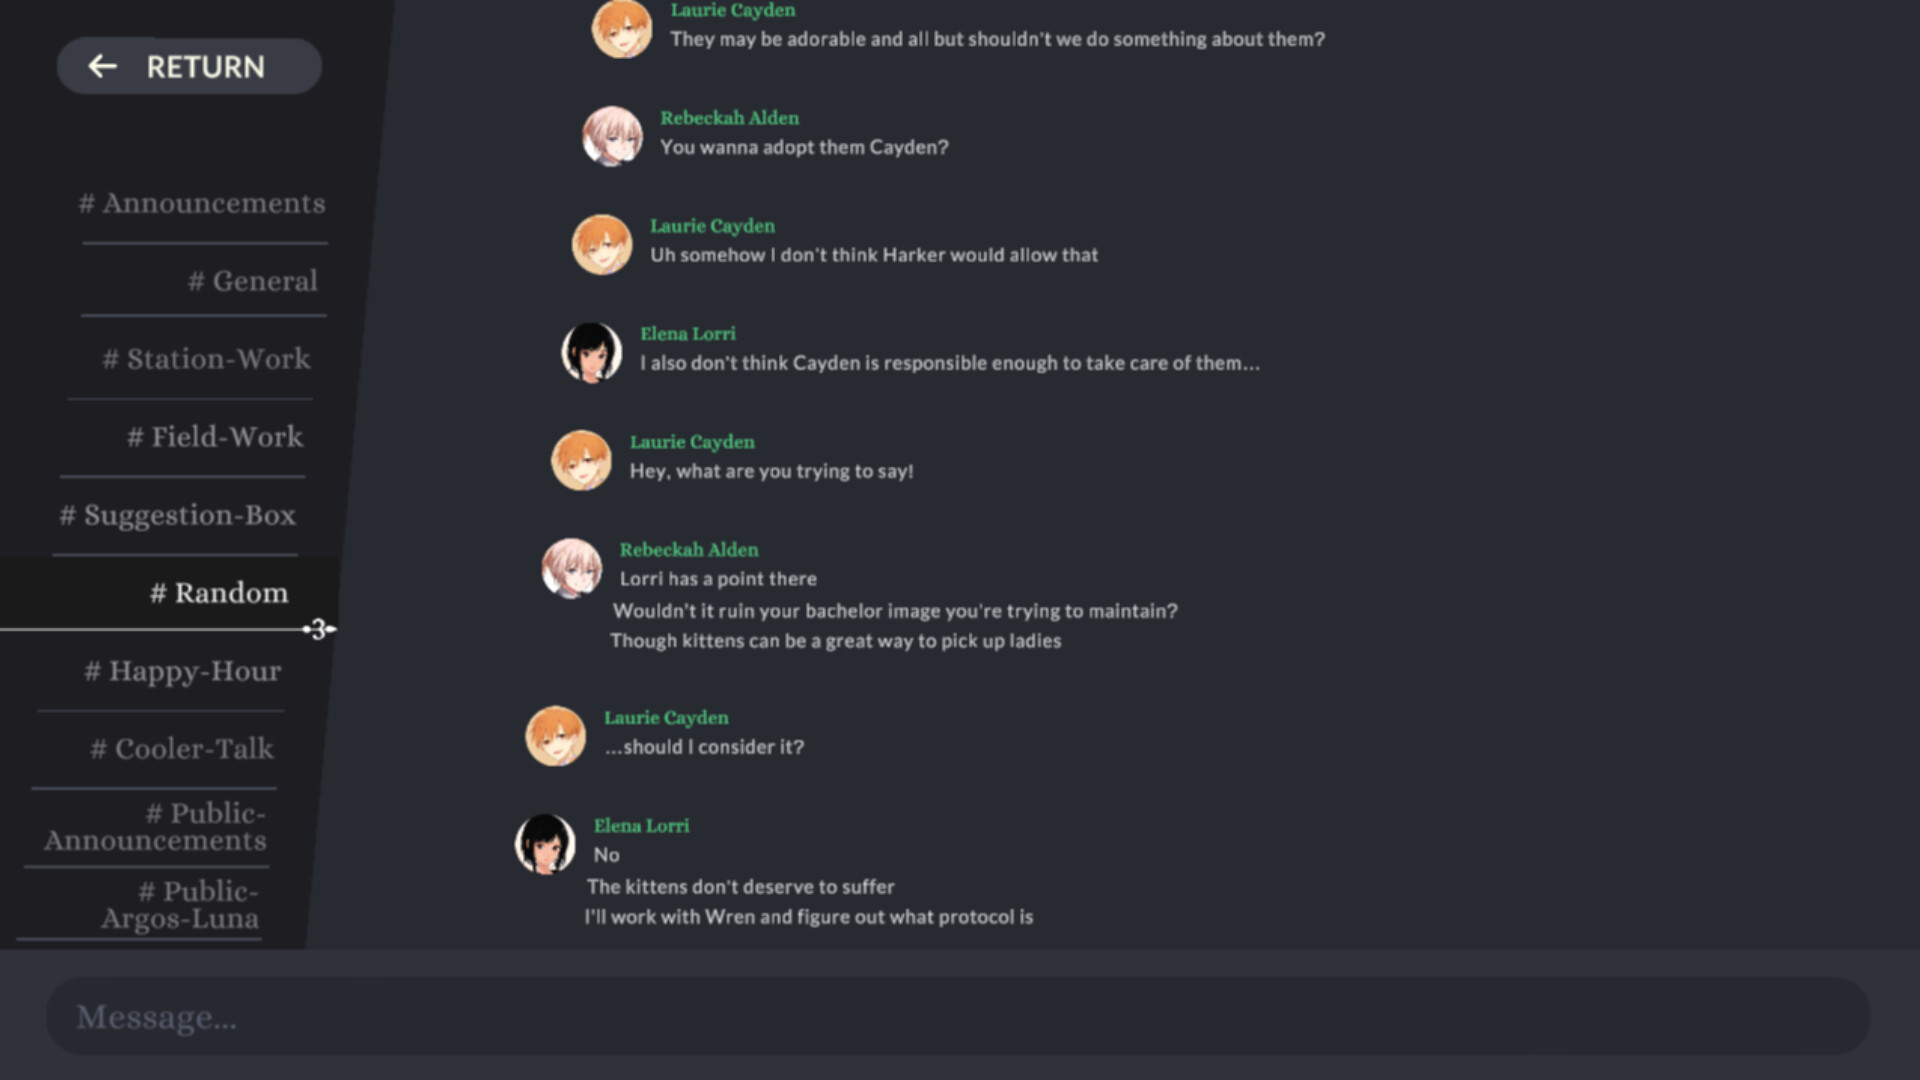 RETURN
# Announcements
# General
# Station-Work
# Field-Work
# Suggestion-Box
# Random
# Happy-Hour
# Cooler-Talk
# Public-
Announcements
# Public-
Argos-Luna
Laurie Cayden
They may be adorable and all but shouldn't we do something about them?
Rebeckah Alden
You wanna adopt them Cayden?
Laurie Cayden
Uh somehow I don't think Harker would allow that
Elena Lorri
I also don't think Cayden is responsible enough to take care of them...
Laurie Cayden
Hey, what are you trying to say!
Rebeckah Alden
Lorri has a point there
Wouldn't it ruin your bachelor image you're trying to maintain?
Though kittens can be a great way to pick up ladies
Laurie Cayden
...should I consider it?
Elena Lorri
No
The kittens don't deserve to suffer
I'll work with Wren and figure out what protocol is
Message...